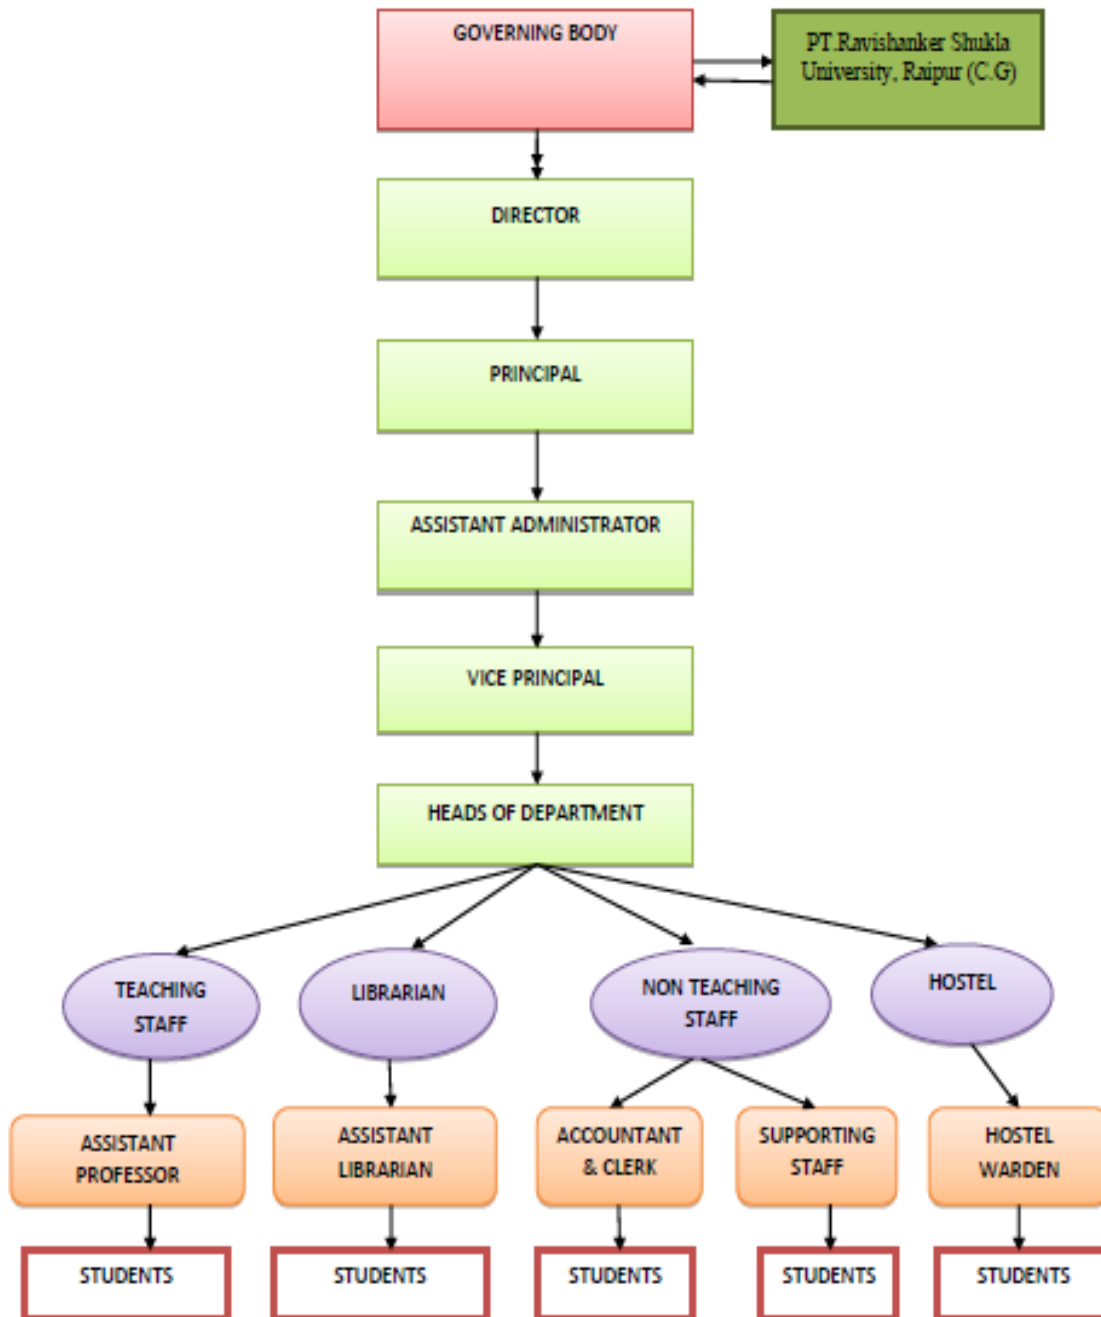 GOVERNING BODY
PT.Ravishanker Shukla
University, Raipur (C.G)
DIRECTOR
PRINCIPAL
ASSISTANT ADMINISTRATOR
VICE PRINCIPAL
HEADS OF DEPARTMENT
TEACHING
STAFF
LIBRARIAN
NON TEACHING
STAFF
HOSTEL
ASSISTANT
PROFESSOR
ASSISTANT
LIBRARIAN
ACCOUNTANT
& CLERK
SUPPORTING
STAFF
HOSTEL
WARDEN
STUDENTS
STUDENTS
STUDENTS
STUDENTS
STUDENTS